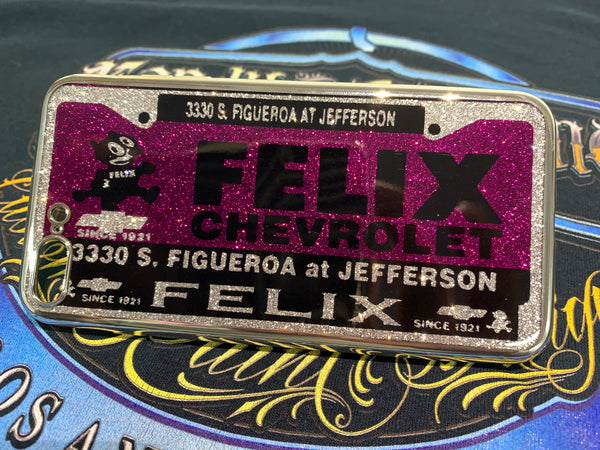 3330 S. FIGUEROA AT JEFFERSON
FELIX
FELIX
CHEVROLET
SINCE 1921
3330 S. FIGUEROA at JEFFERSON
SINCE 1921
FELIX
SINCE 1921